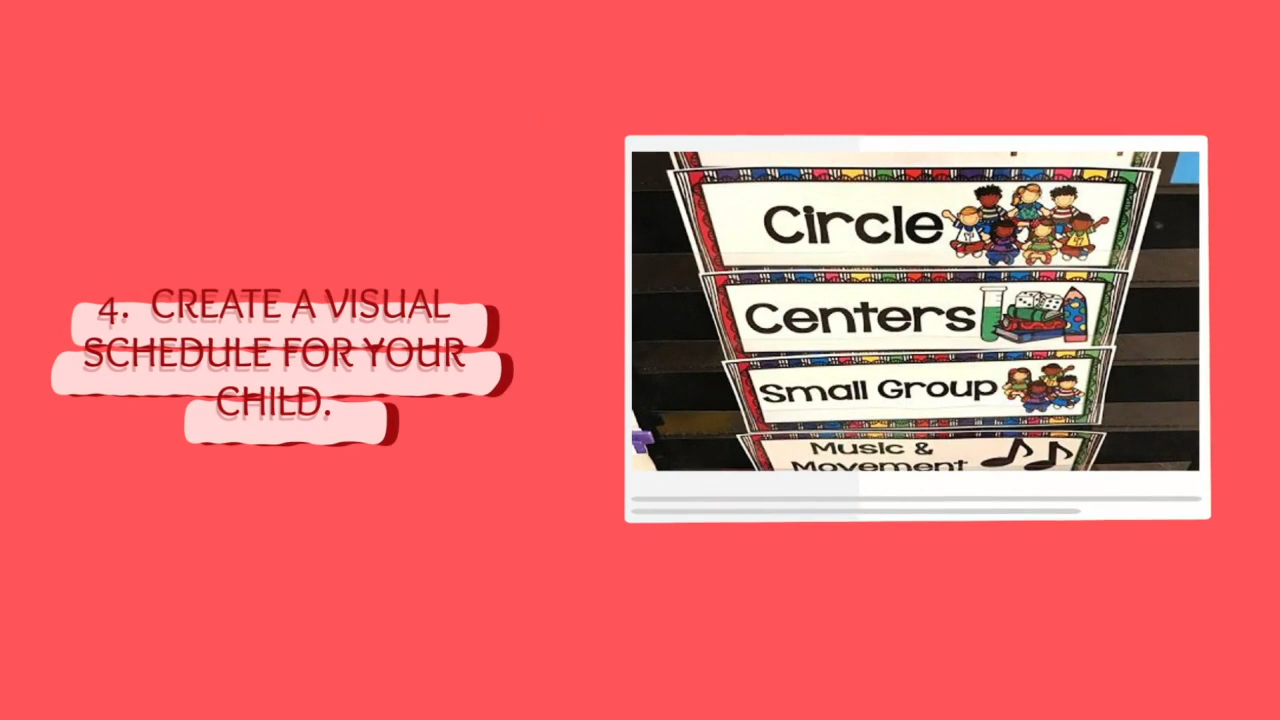 4. CREATE A VISUAL
SCHEDULE FOR YOUR
CHILD.
Circle
Centers
Small Group
Music &
Movement